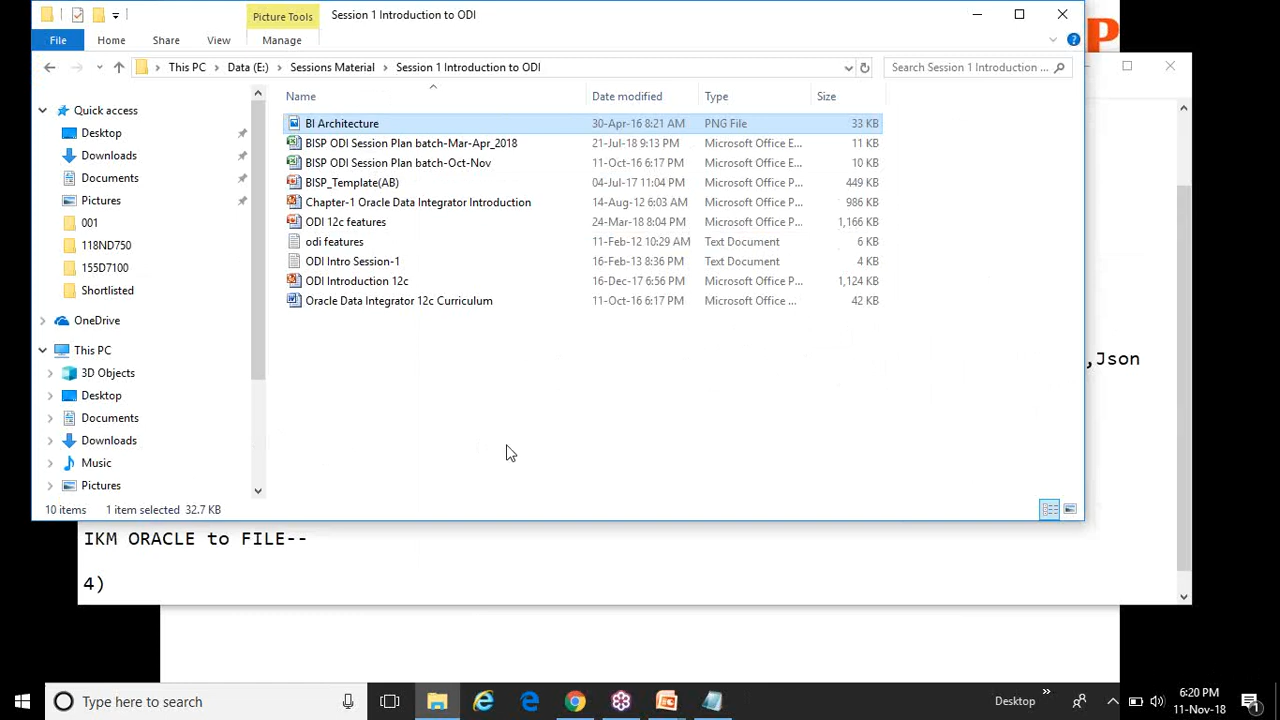 Picture Tools
Session 1 Introduction to ODI
File
Home
Share
View
Manage
This PC
Data (E:)
Sessions Material
Session 1 Introduction to ODI
Search Session 1 Introduction ...
Name
Date modified
Type
Size
Quick access
Desktop
Downloads
Documents
Pictures
001
118ND750
155D7100
Shortlisted
OneDrive
This PC
3D Objects
Desktop
Documents
Downloads
Music
Pictures
BI Architecture 30-Apr-16 8:21 AM PNG File 33 KB
BISP ODI Session Plan batch-Mar-Apr_2018 21-Jul-18 9:13 PM Microsoft Office E... 11 KB
BISP ODI Session Plan batch-Oct-Nov 11-Oct-16 6:17 PM Microsoft Office E... 10 KB
BISP_Template(AB) 04-Jul-17 11:04 PM Microsoft Office P... 449 KB
Chapter-1 Oracle Data Integrator Introduction 14-Aug-12 6:03 AM Microsoft Office P... 986 KB
ODI 12c features 24-Mar-18 8:04 PM Microsoft Office P... 1,166 KB
odi features 11-Feb-12 10:29 AM Text Document 6 KB
ODI Intro Session-1 16-Feb-13 8:36 PM Text Document 4 KB
ODI Introduction 12c 16-Dec-17 6:56 PM Microsoft Office P... 1,124 KB
Oracle Data Integrator 12c Curriculum 11-Oct-16 6:17 PM Microsoft Office ... 42 KB
10 items 1 item selected 32.7 KB
P
,Json
IKM ORACLE to FILE--
4)
Type here to search
Desktop
6:20 PM
11-Nov-18
1